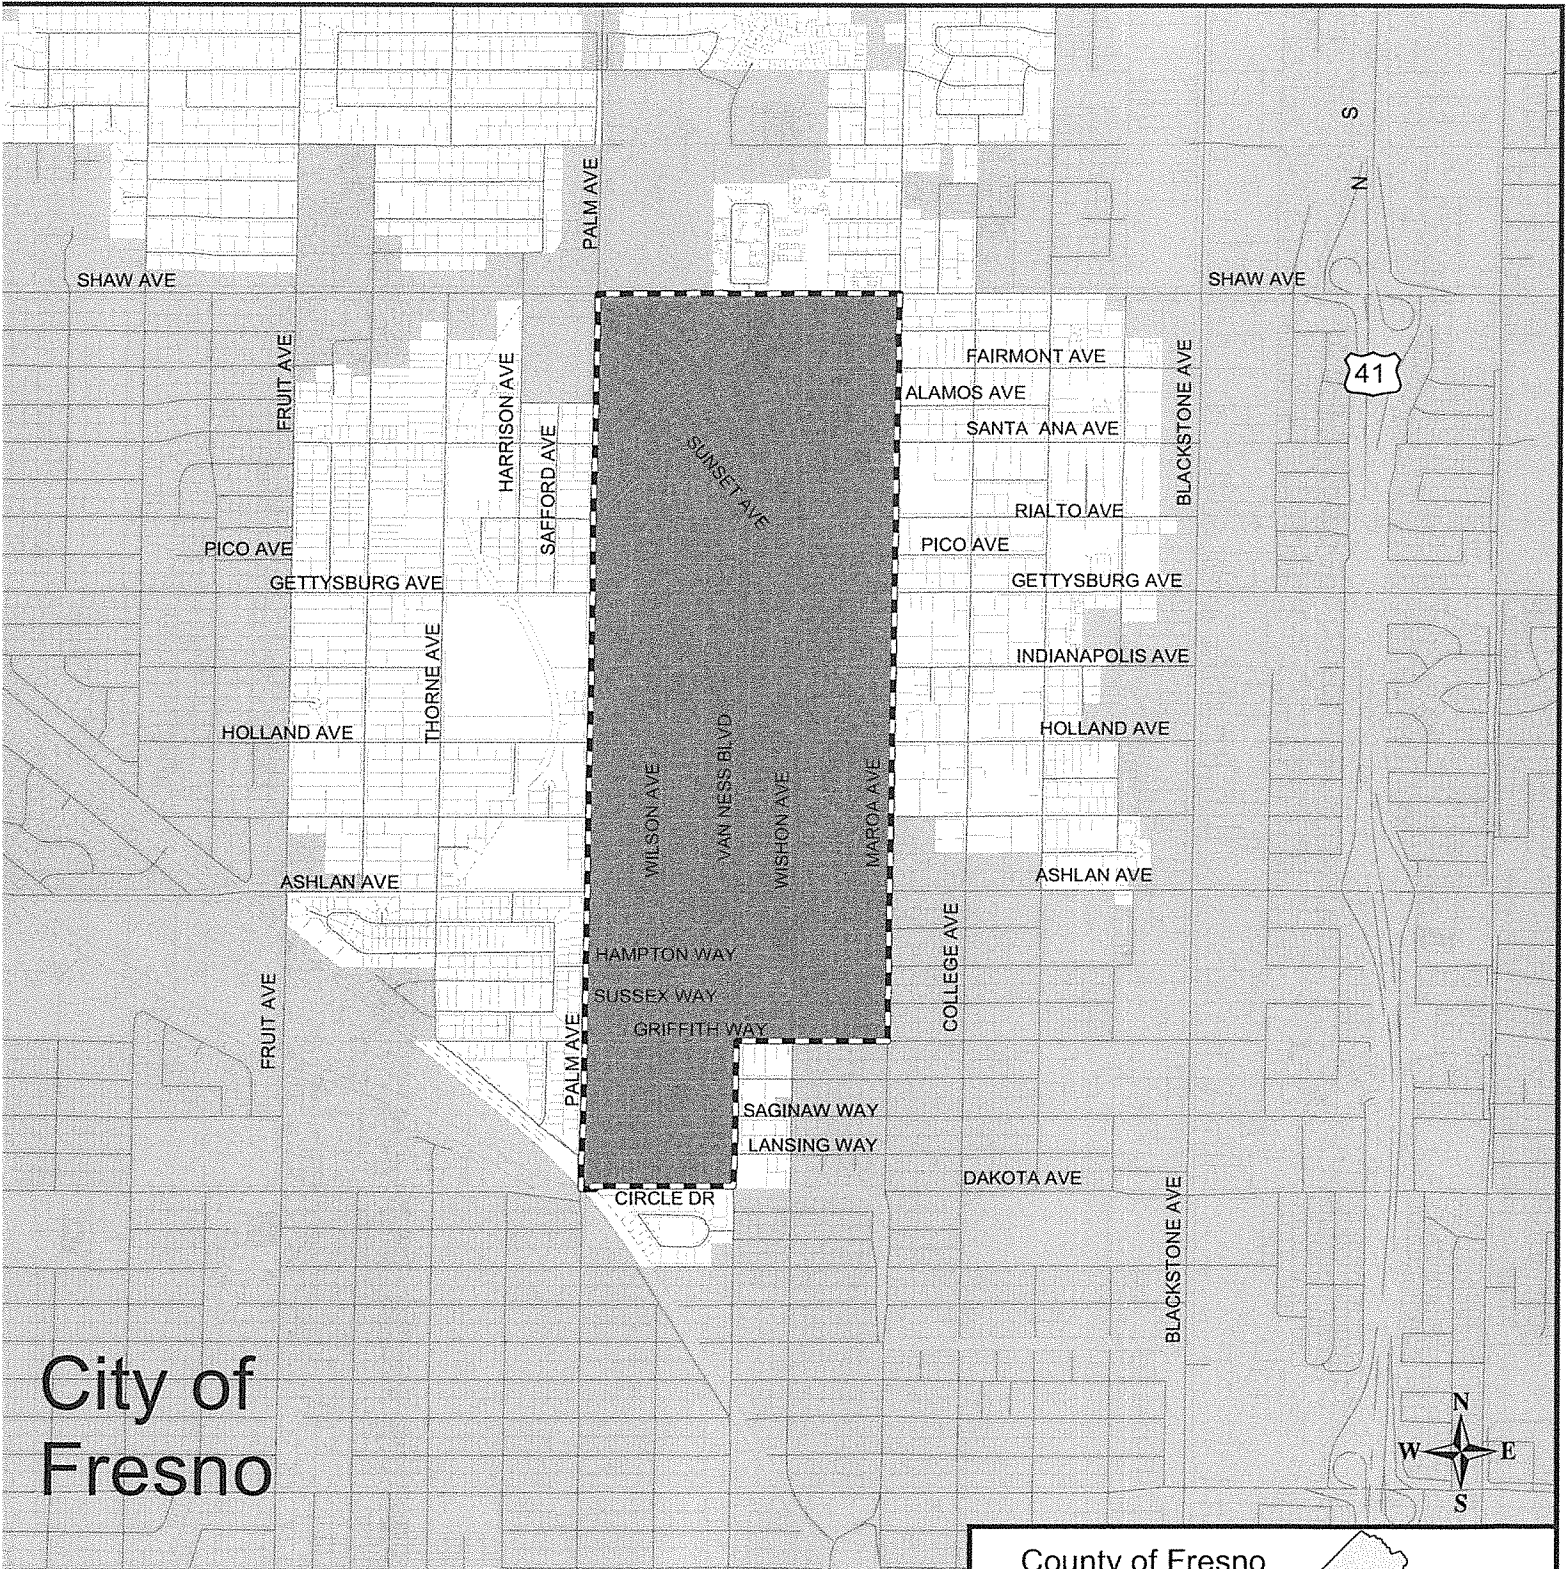 S
N
PALM AVE
SHAW AVE
SHAW AVE
FRUIT AVE
HARRISON AVE
FAIRMONT AVE
BLACKSTONE AVE
41
ALAMOS AVE
SAFFORD AVE
SUNSET AVE
SANTA ANA AVE
RIALTO AVE
PICO AVE
PICO AVE
GETTYSBURG AVE
GETTYSBURG AVE
THORNE AVE
INDIANAPOLIS AVE
HOLLAND AVE
HOLLAND AVE
WILSON AVE
VAN NESS BLVD
WISHON AVE
MAROA AVE
ASHLAN AVE
ASHLAN AVE
COLLEGE AVE
HAMPTON WAY
SUSSEX WAY
GRIFFITH WAY
FRUIT AVE
PALM AVE
SAGINAW WAY
LANSING WAY
DAKOTA AVE
CIRCLE DR
BLACKSTONE AVE
City of
Fresno
N
W E
S
County of Fresno